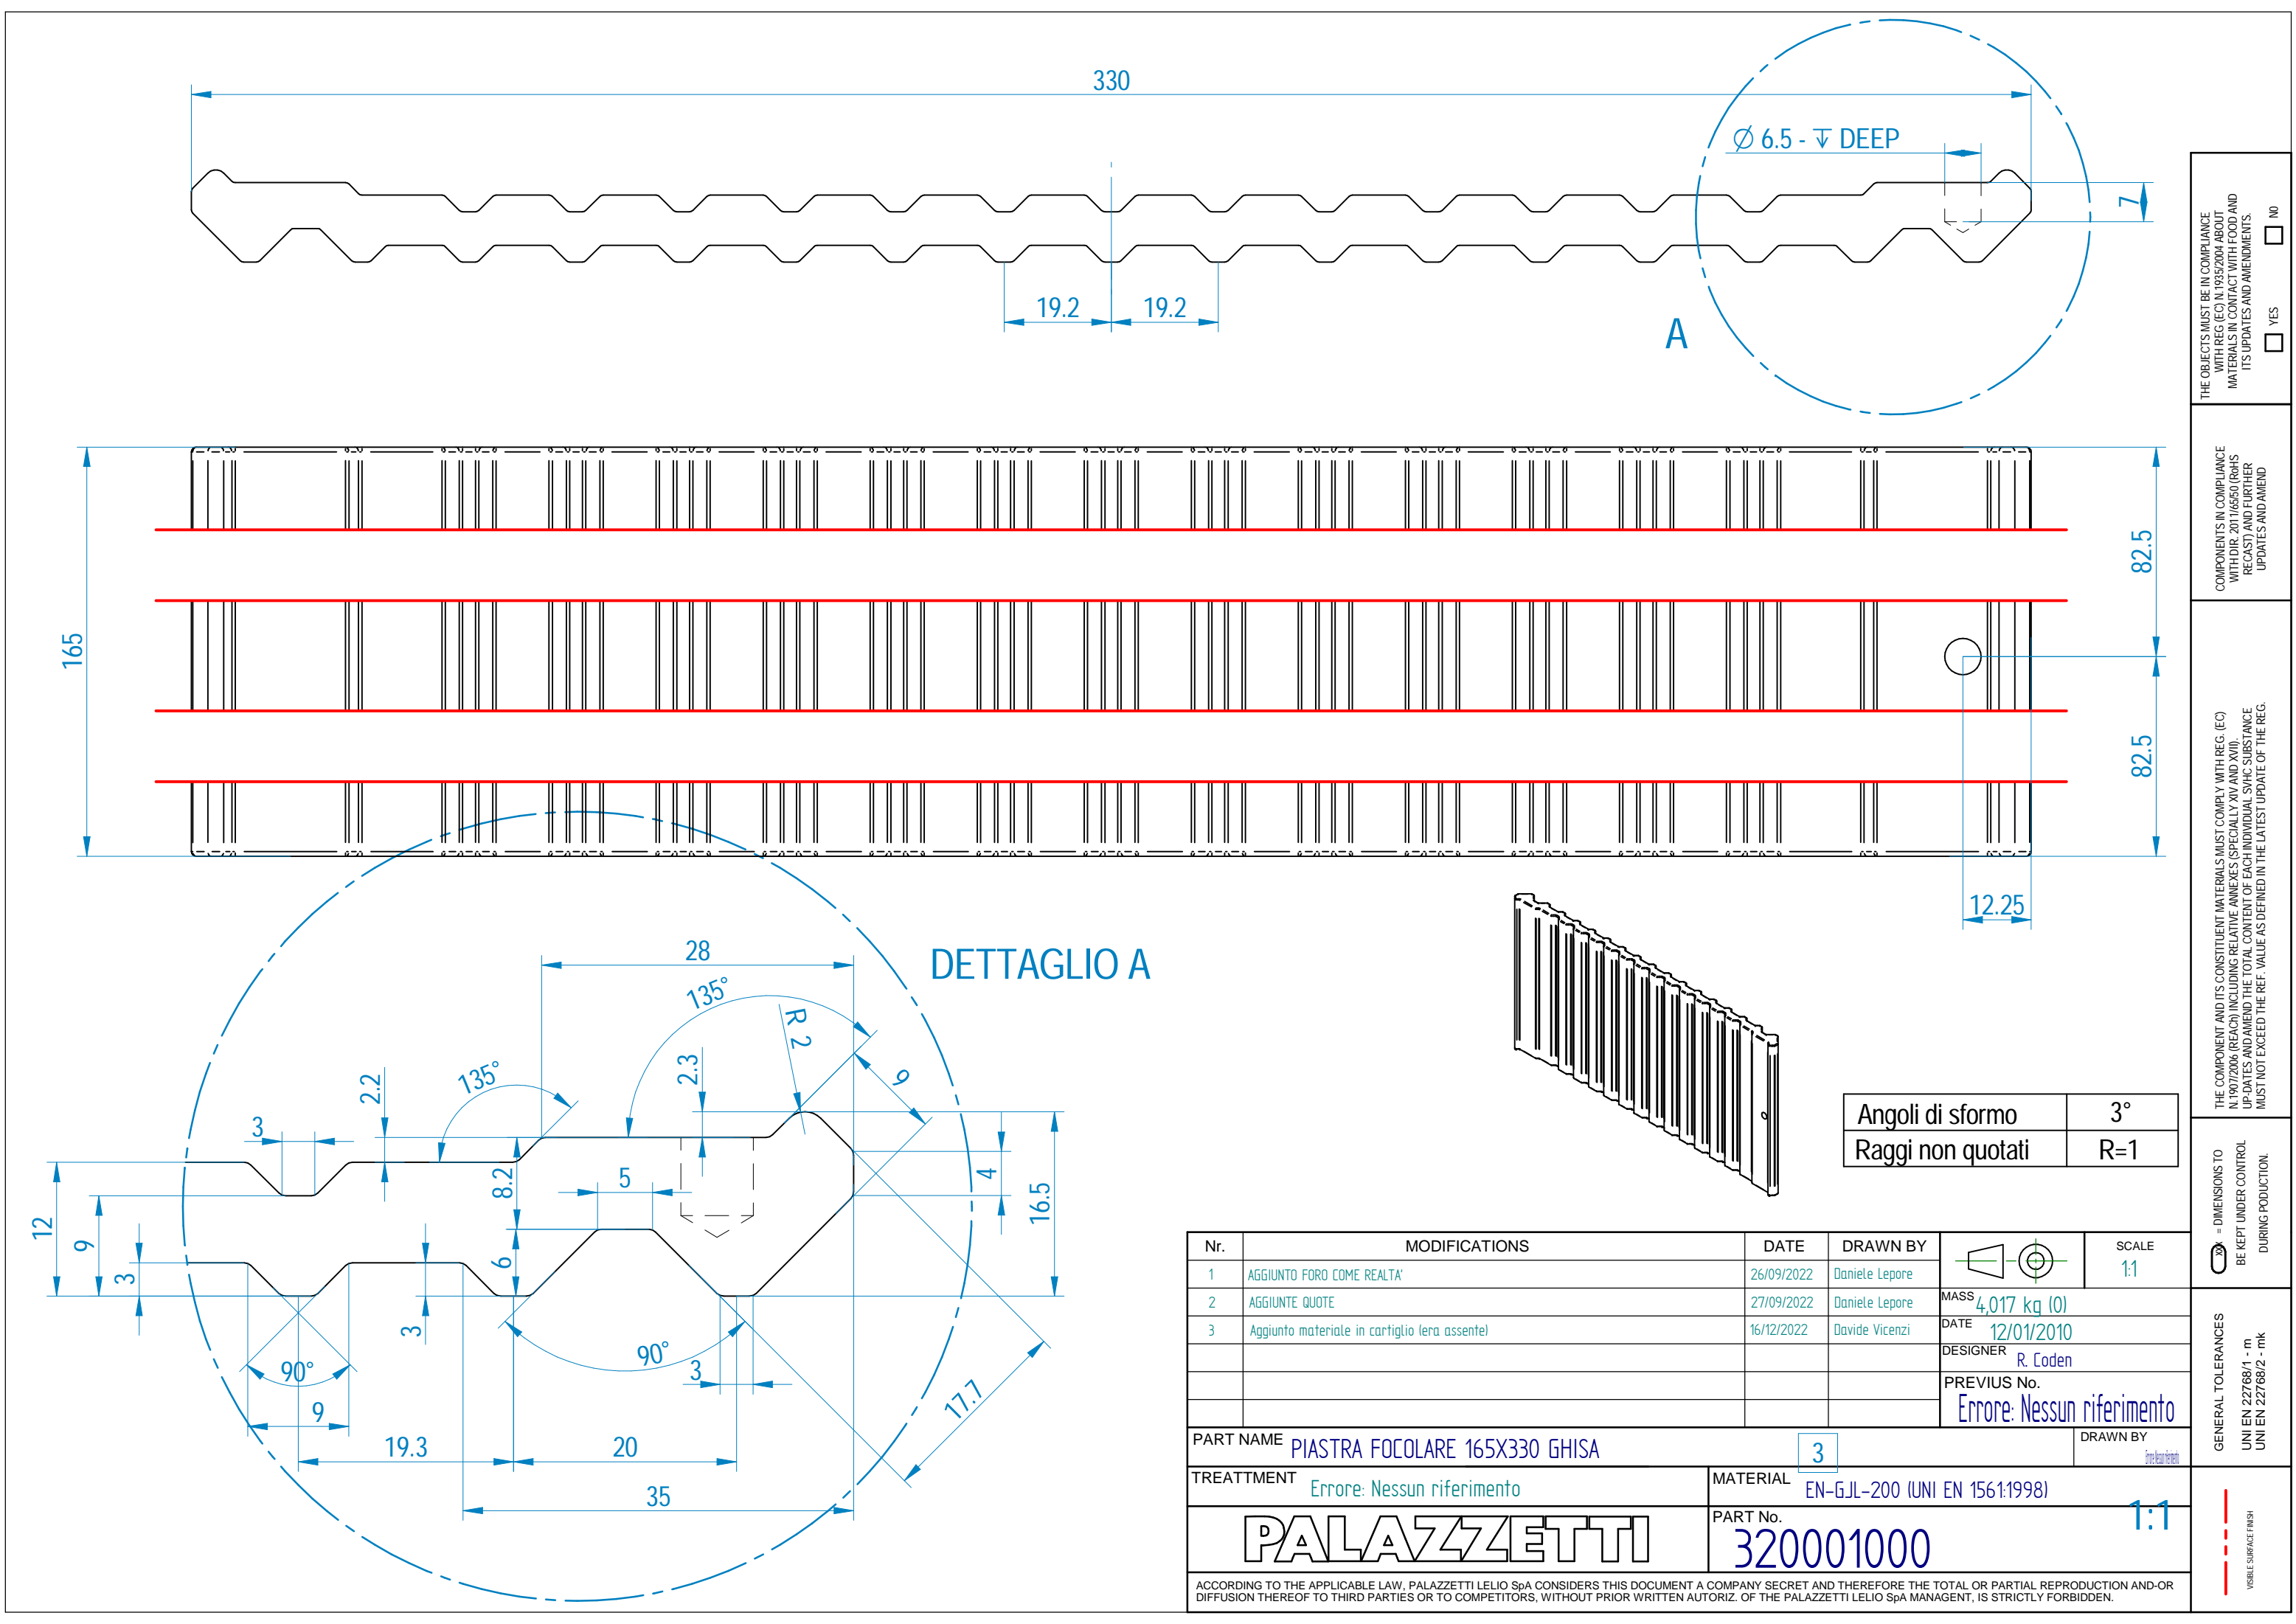 330
Ø 6.5 - ↧ DEEP
7
19.2
19.2
A
165
82.5
82.5
12.25
DETTAGLIO A
28
135°
R 2
2.3
9
135°
2.2
3
8.2
5
4
16.5
12
9
3
6
3
90°
90°
3
9
17.7
19.3
20
35
Angoli di sformo 3°
Raggi non quotati R=1
Nr. MODIFICATIONS DATE DRAWN BY SCALE
1 AGGIUNTO FORO COME REALTA' 26/09/2022 Daniele Lepore 1:1
2 AGGIUNTE QUOTE 27/09/2022 Daniele Lepore MASS 4,017 kg (0)
3 Aggiunto materiale in cartiglio (era assente) 16/12/2022 Davide Vicenzi DATE 12/01/2010
DESIGNER R. Coden
PREVIUS No.
Errore: Nessun riferimento
PART NAME PIASTRA FOCOLARE 165X330 GHISA 3 DRAWN BY
Errore: Nessun riferimento
TREATTMENT Errore: Nessun riferimento MATERIAL EN-GJL-200 (UNI EN 1561:1998)
PALAZZETTI PART No. 320001000 1:1
ACCORDING TO THE APPLICABLE LAW, PALAZZETTI LELIO SpA CONSIDERS THIS DOCUMENT A COMPANY SECRET AND THEREFORE THE TOTAL OR PARTIAL REPRODUCTION AND-OR
DIFFUSION THEREOF TO THIRD PARTIES OR TO COMPETITORS, WITHOUT PRIOR WRITTEN AUTORIZ. OF THE PALAZZETTI LELIO SpA MANAGENT, IS STRICTLY FORBIDDEN.
THE OBJECTS MUST BE IN COMPLIANCE
WITH REG (EC) N.1935/2004 ABOUT
MATERIALS IN CONTACT WITH FOOD AND
ITS UPDATES AND AMENDMENTS.
YES NO
COMPONENTS IN COMPLIANCE
WITH DIR. 2011/65/50 (RoHS
RECAST) AND FURTHER
UPDATES AND AMEND
THE COMPONENT AND ITS CONSTITUENT MATERIALS MUST COMPLY WITH REG. (EC)
N.1907/2006 (REACh) INCLUDING RELATIVE ANNEXES (SPECIALLY XIV AND XVII).
UP-DATES AND AMEND THE TOTAL CONTENT OF EACH INDIVIDUAL SVHC SUBSTANCE
MUST NOT EXCEED THE REF. VALUE AS DEFINED IN THE LATEST UPDATE OF THE REG.
xxx = DIMENSIONS TO
BE KEPT UNDER CONTROL
DURING PODUCTION.
GENERAL TOLERANCES
UNI EN 22768/1 - m
UNI EN 22768/2 - mk
VISIBLE SURFACE FINISH